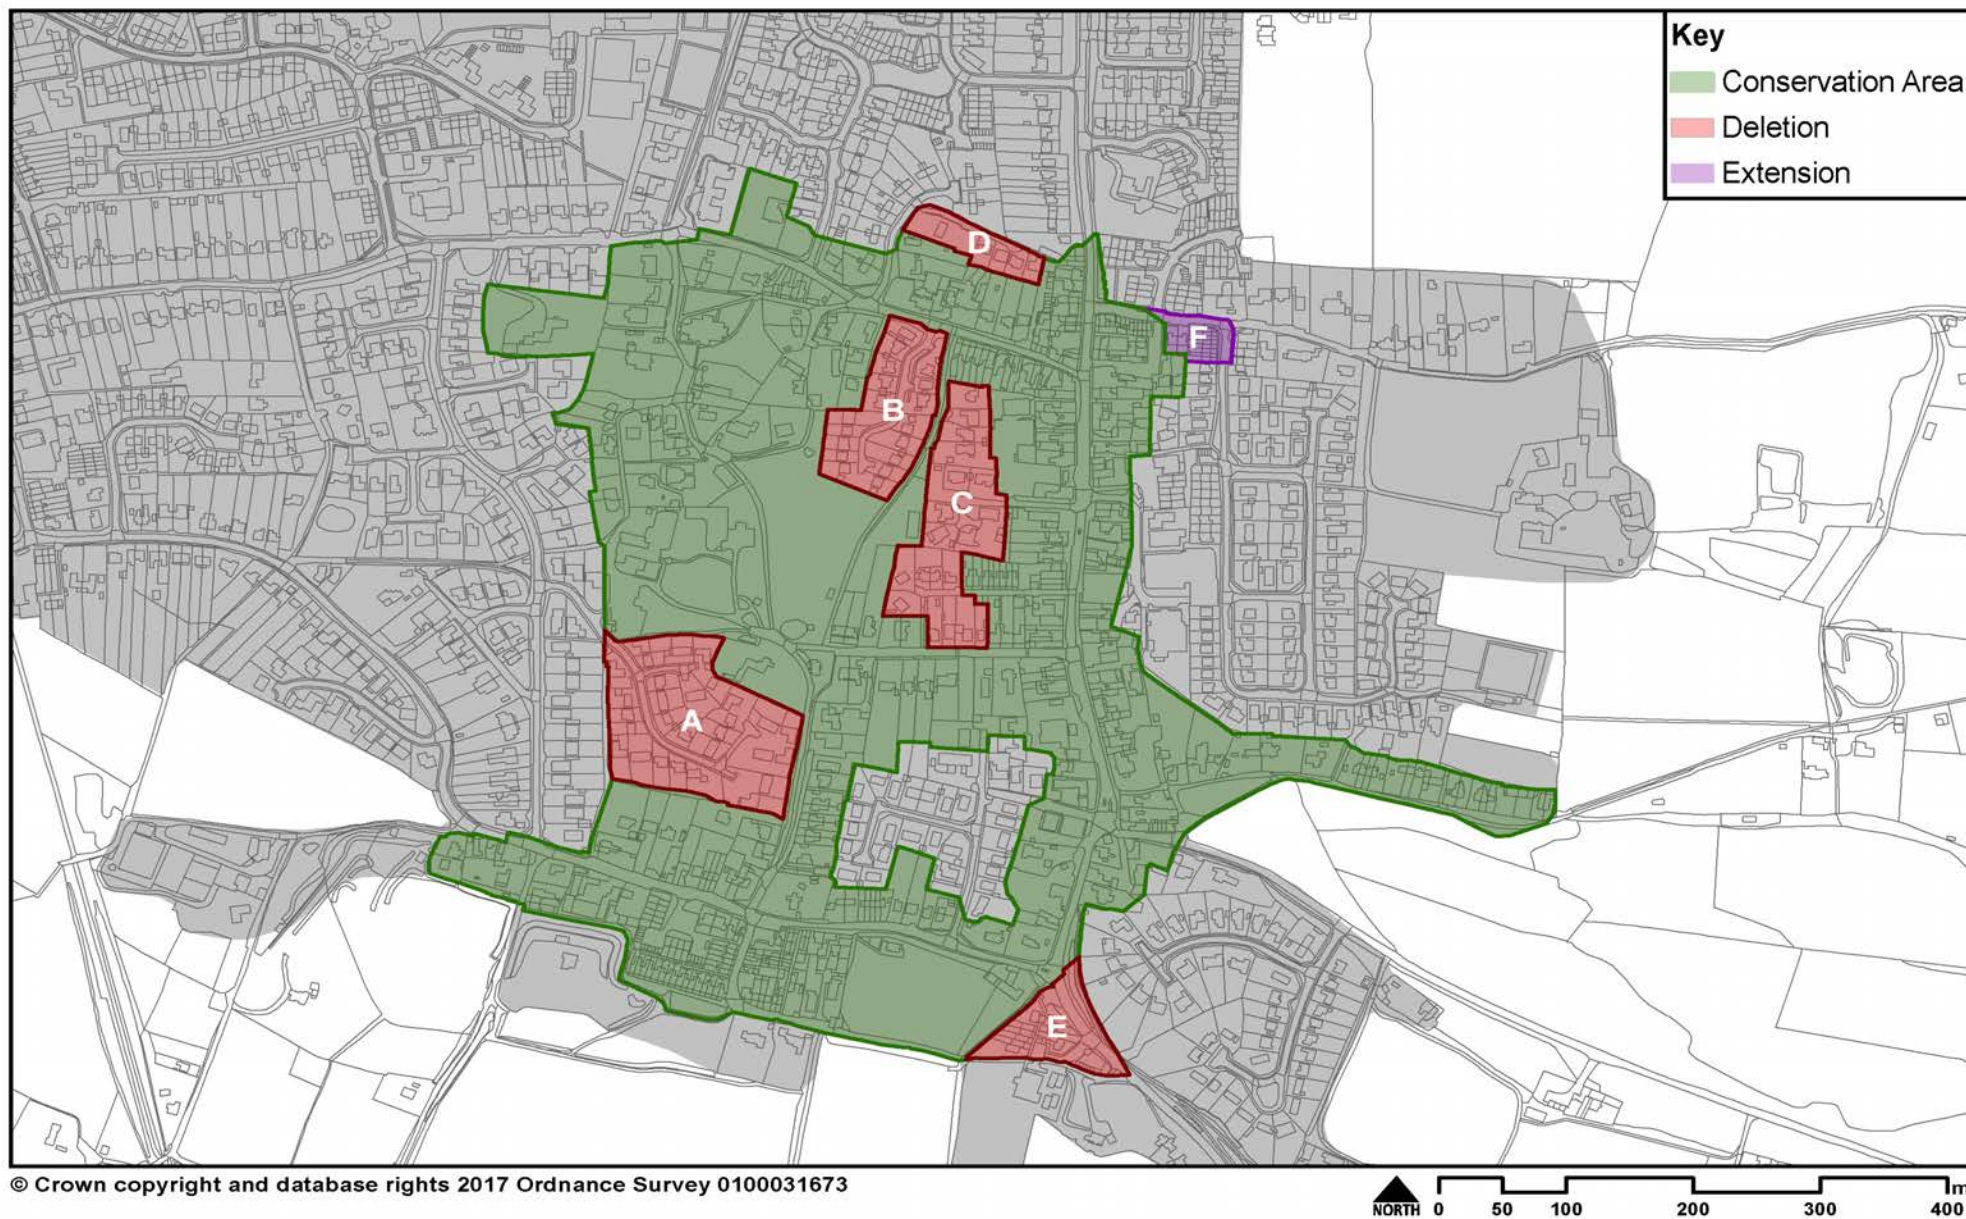 Key
Conservation Area
Deletion
Extension
D
F
B
C
A
E
© Crown copyright and database rights 2017 Ordnance Survey 0100031673
NORTH
0 50 100 200 300 400
m